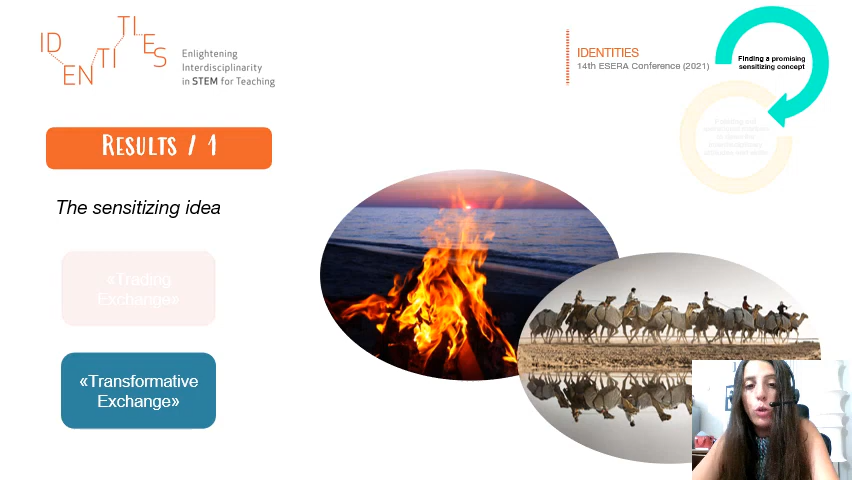 IDENTITIES
Enlightening
Interdisciplinarity
in STEM for Teaching
IDENTITIES
14th ESERA Conference (2021)
Finding a promising
sensitizing concept
RESULTS / 1
The sensitizing idea
«Trading
Exchange»
«Transformative
Exchange»